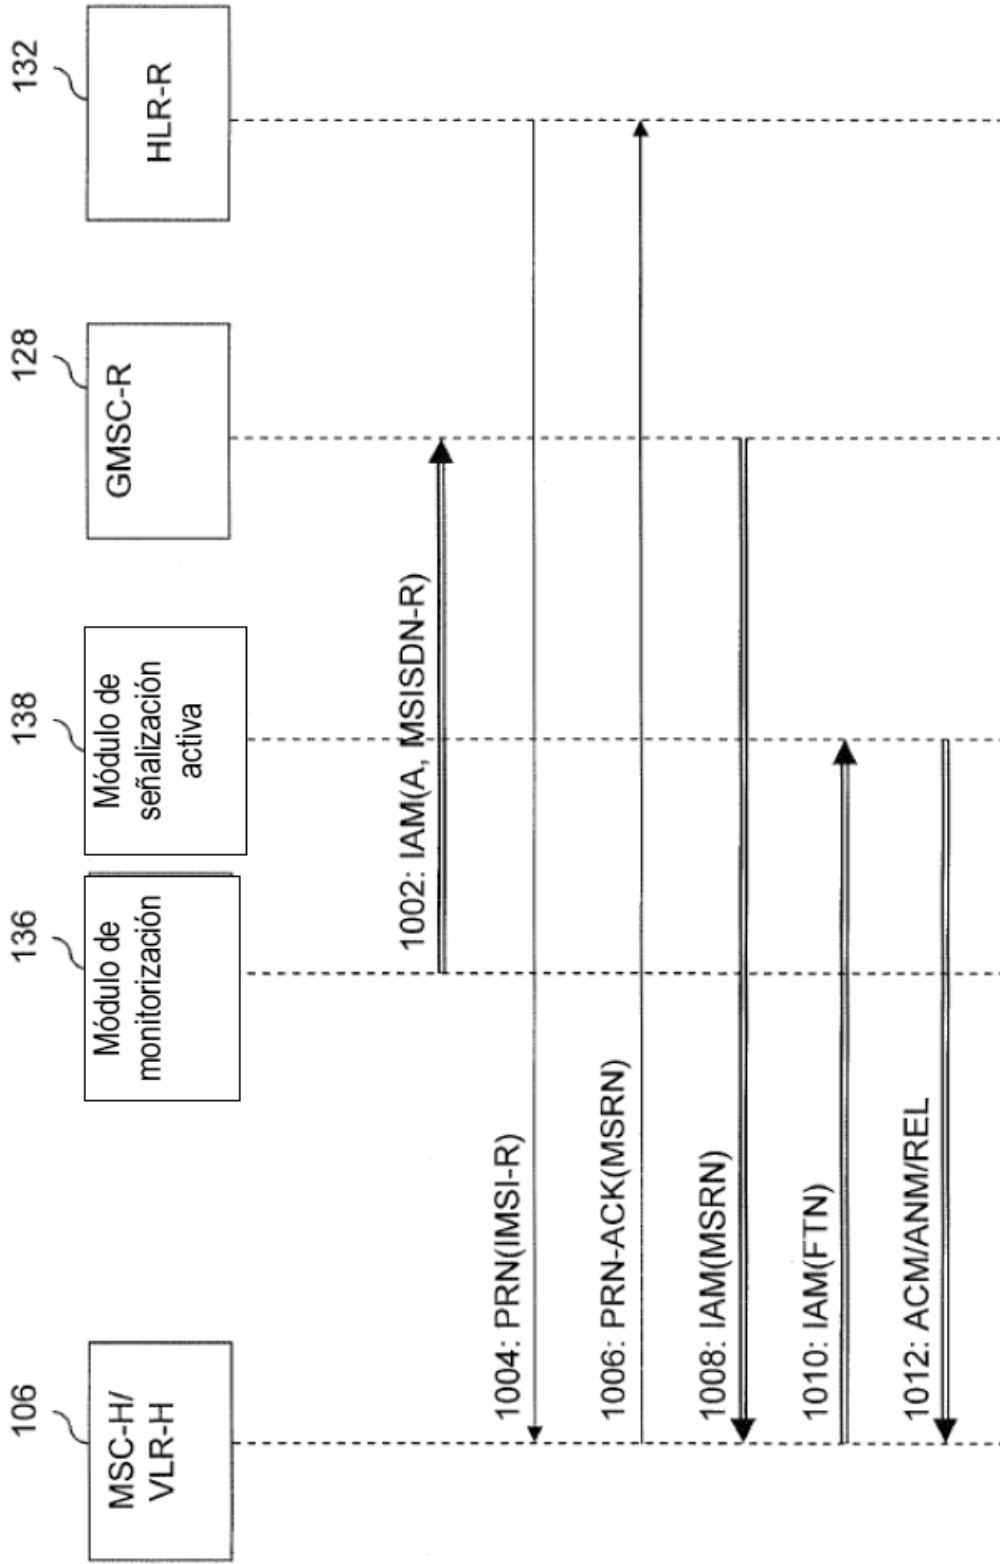 106
136
138
128
132
MSC-H/
VLR-H
Módulo de
monitorización
Módulo de
señalización
activa
GMSC-R
HLR-R
1002: IAM(A, MSISDN-R)
1004: PRN(IMSI-R)
1006: PRN-ACK(MSRN)
1008: IAM(MSRN)
1010: IAM(FTN)
1012: ACM/ANM/REL